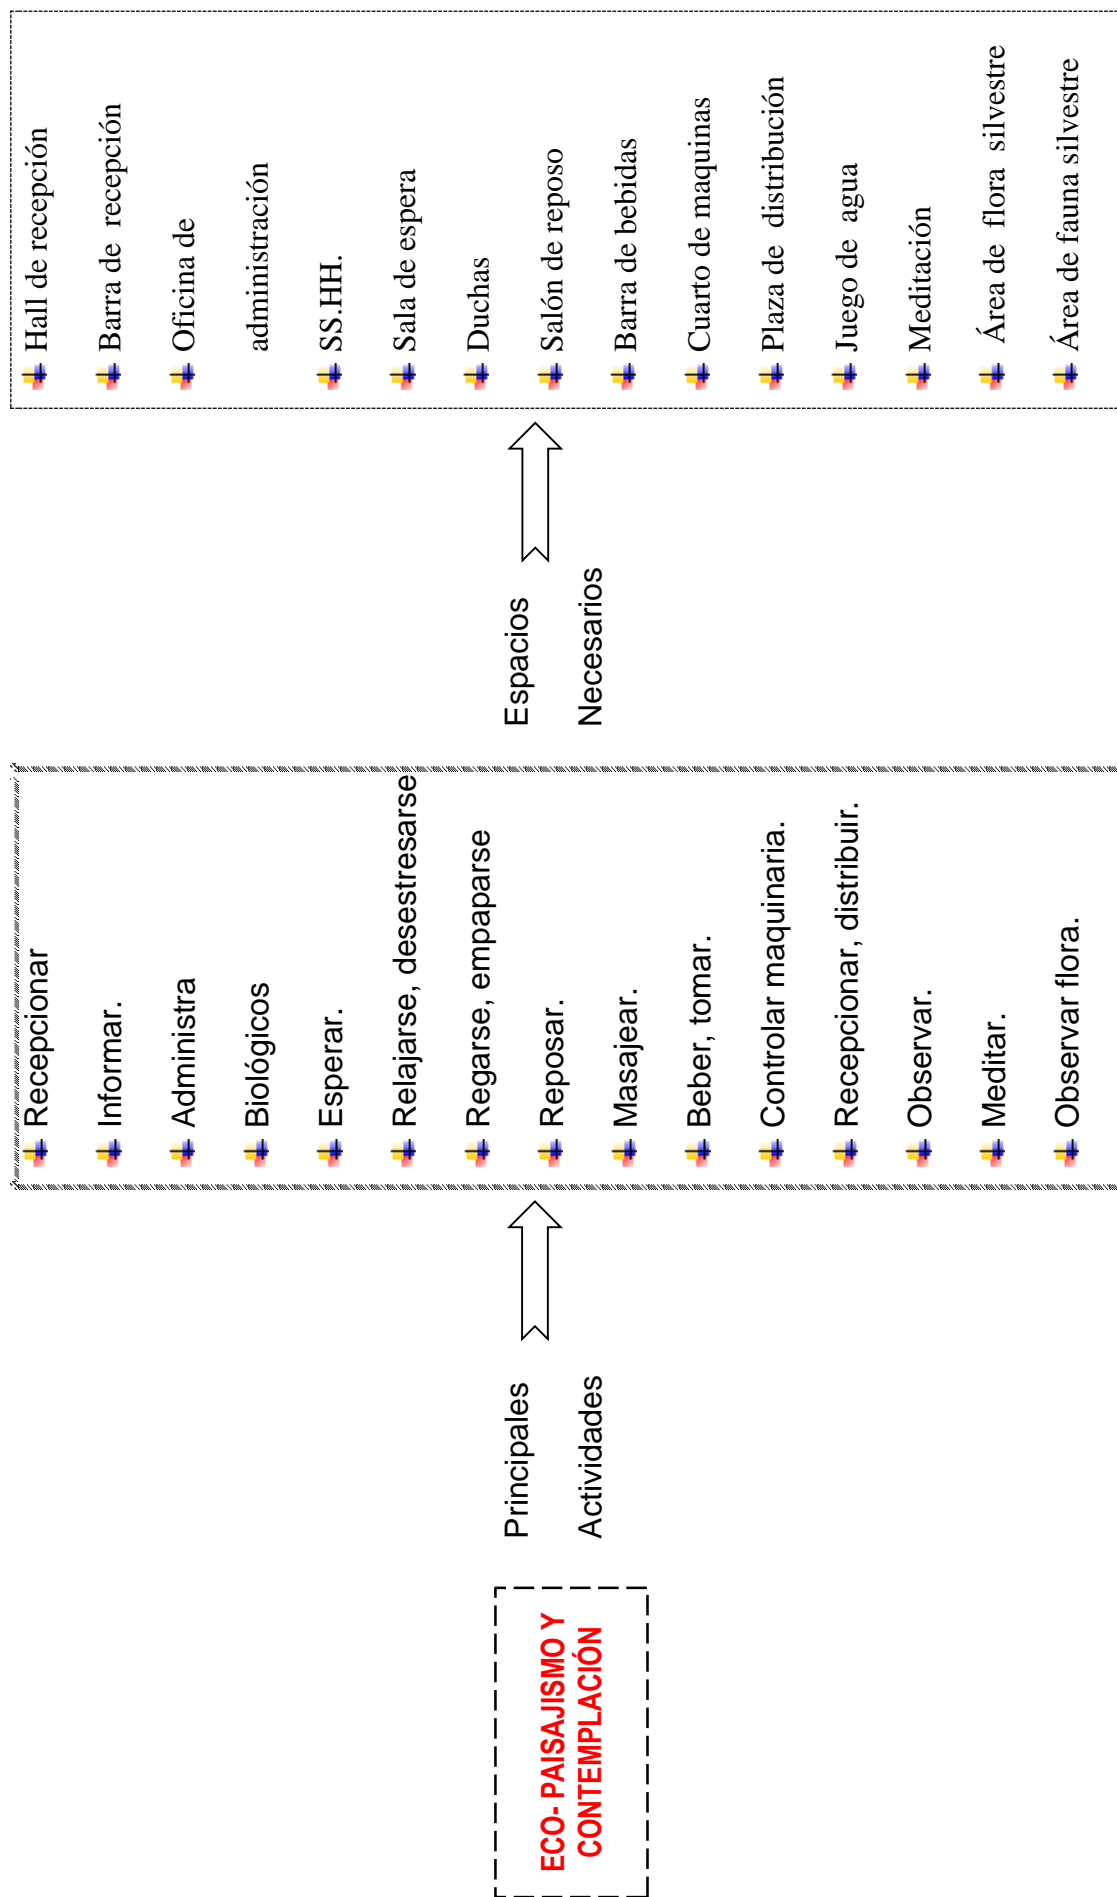 ECO- PAISAJISMO Y
CONTEMPLACIÓN
Principales
Actividades
Recepcionar
Informar.
Administra
Biológicos
Esperar.
Relajarse, desestresarse
Regarse, empaparse
Reposar.
Masajear.
Beber, tomar.
Controlar maquinaria.
Recepcionar, distribuir.
Observar.
Meditar.
Observar flora.
Espacios
Necesarios
Hall de recepción
Barra de recepción
Oficina de
administración
SS.HH.
Sala de espera
Duchas
Salón de reposo
Barra de bebidas
Cuarto de maquinas
Plaza de distribución
Juego de agua
Meditación
Área de flora silvestre
Área de fauna silvestre